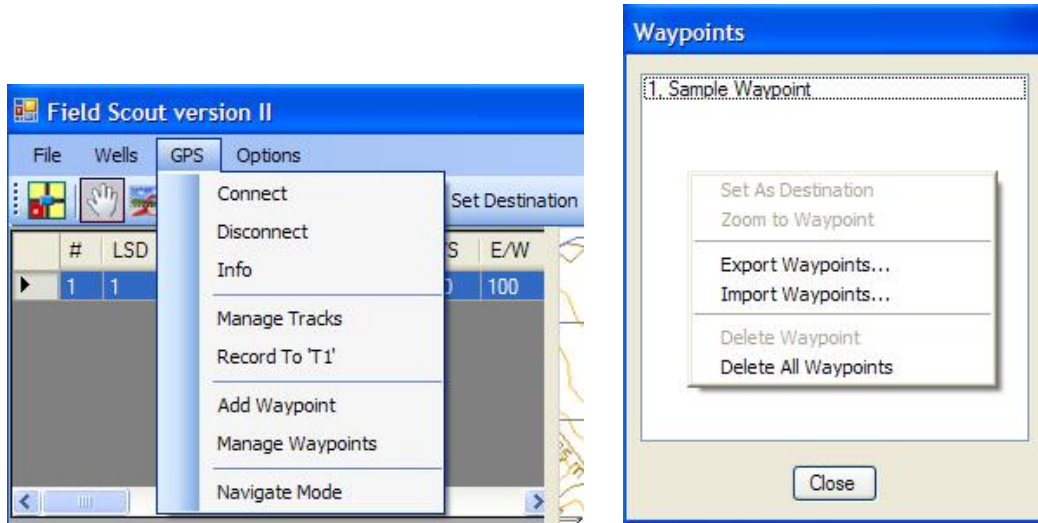 Field Scout version II
File Wells GPS Options
Set Destination
# LSD S E/W
1 1 0 100
Connect
Disconnect
Info
Manage Tracks
Record To 'T1'
Add Waypoint
Manage Waypoints
Navigate Mode
Waypoints
1, Sample Waypoint
Set As Destination
Zoom to Waypoint
Export Waypoints...
Import Waypoints...
Delete Waypoint
Delete All Waypoints
Close